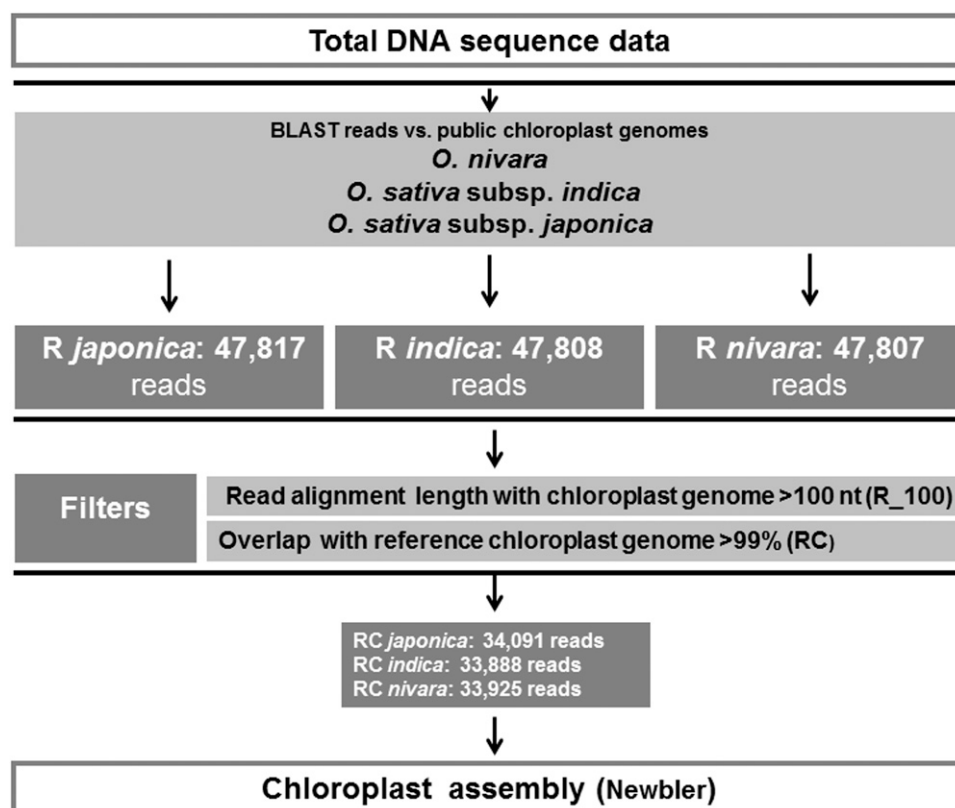 Total DNA sequence data
BLAST reads vs. public chloroplast genomes
O. nivara
O. sativa subsp. indica
O. sativa subsp. japonica
R japonica: 47,817
reads
R indica: 47,808
reads
R nivara: 47,807
reads
Filters
Read alignment length with chloroplast genome >100 nt (R_100)
Overlap with reference chloroplast genome >99% (RC)
RC japonica: 34,091 reads
RC indica: 33,888 reads
RC nivara: 33,925 reads
Chloroplast assembly (Newbler)